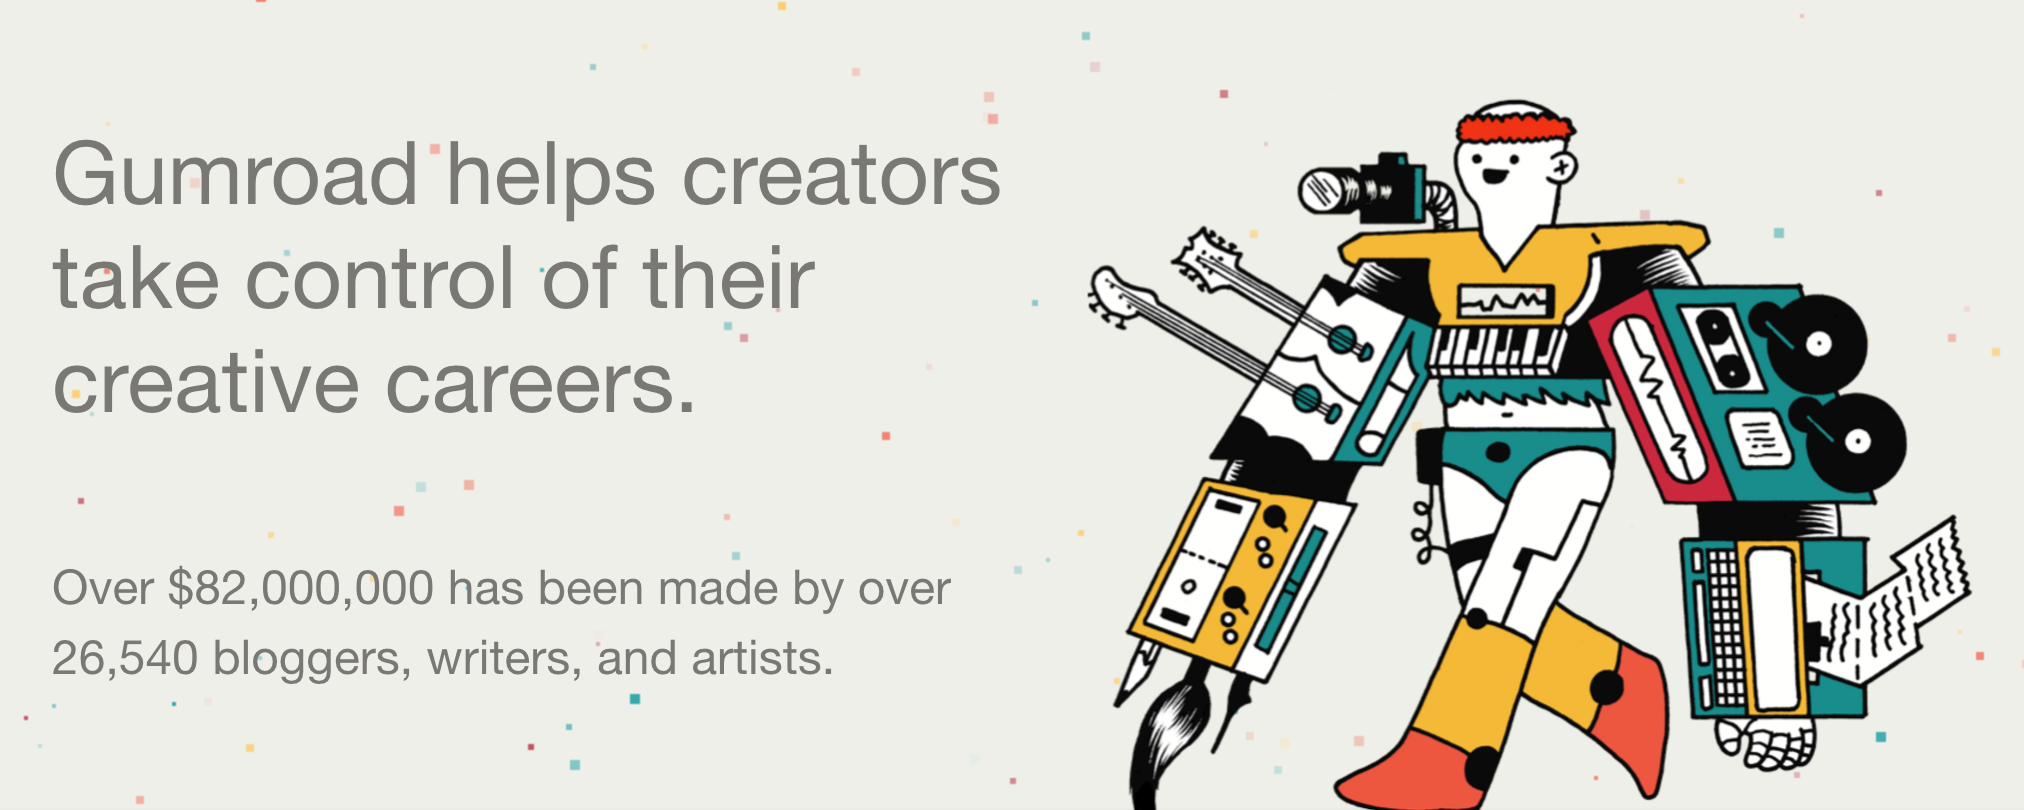 Gumroad helps creators
take control of their
creative careers.
Over $82,000,000 has been made by over
26,540 bloggers, writers, and artists.